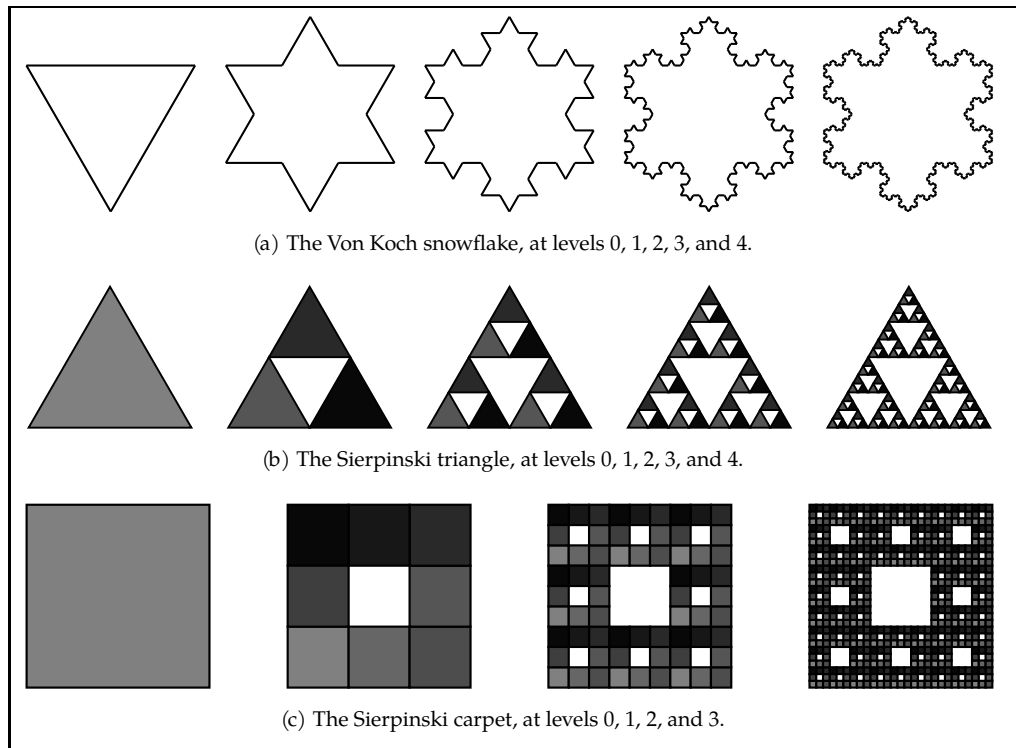 (a) The Von Koch snowflake, at levels 0, 1, 2, 3, and 4.
(b) The Sierpinski triangle, at levels 0, 1, 2, 3, and 4.
(c) The Sierpinski carpet, at levels 0, 1, 2, and 3.